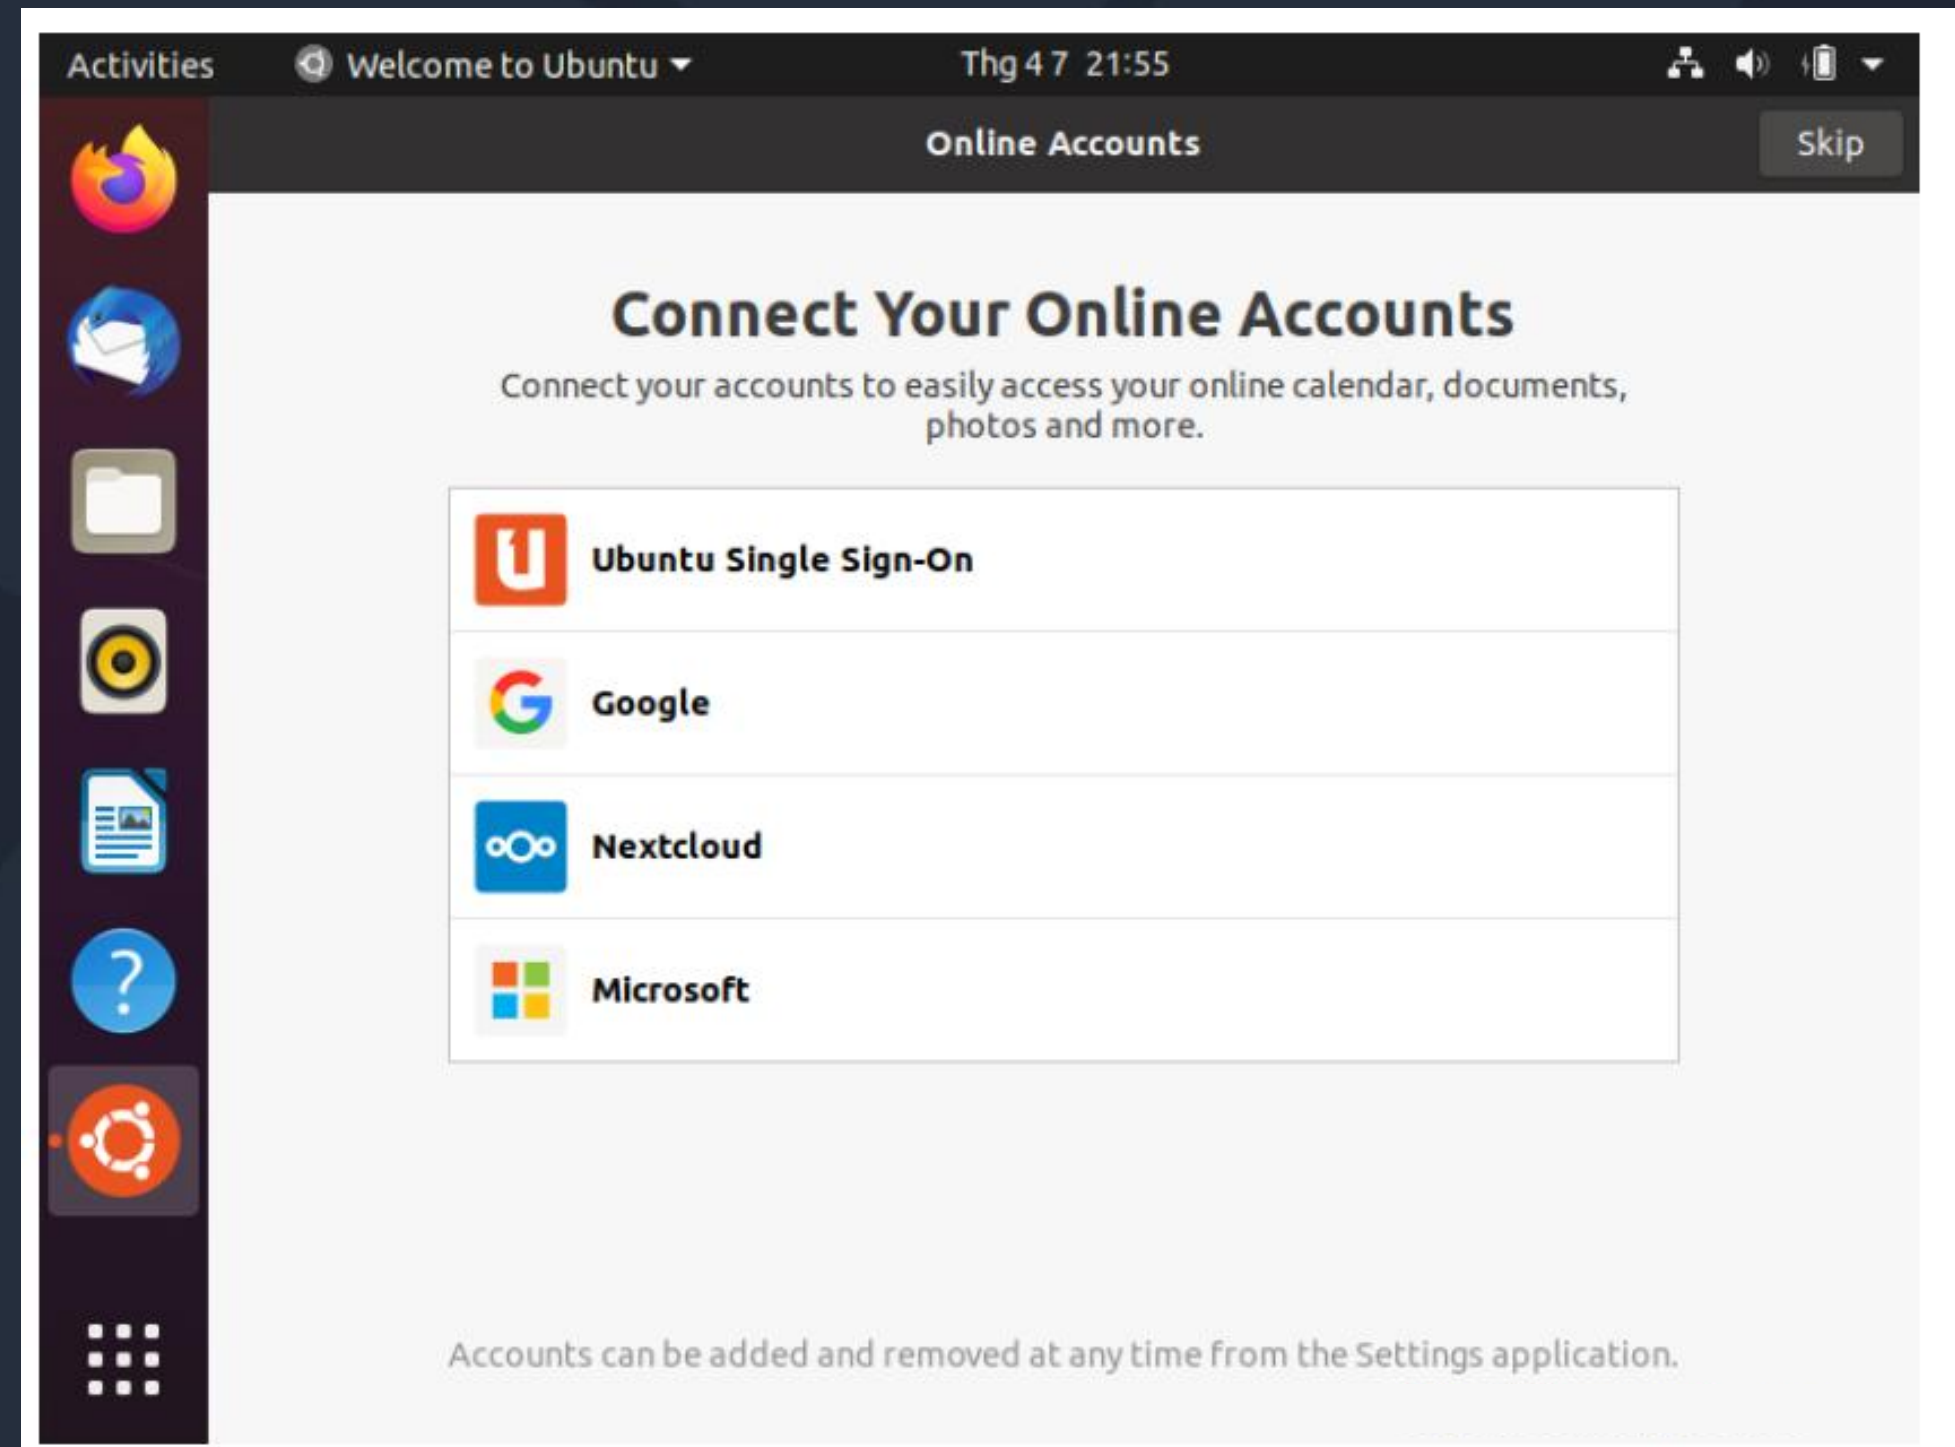 Activities
Welcome to Ubuntu
Thg 4 7 21:55
Online Accounts
Skip
Connect Your Online Accounts
Connect your accounts to easily access your online calendar, documents,
photos and more.
Ubuntu Single Sign-On
Google
Nextcloud
Microsoft
Accounts can be added and removed at any time from the Settings application.